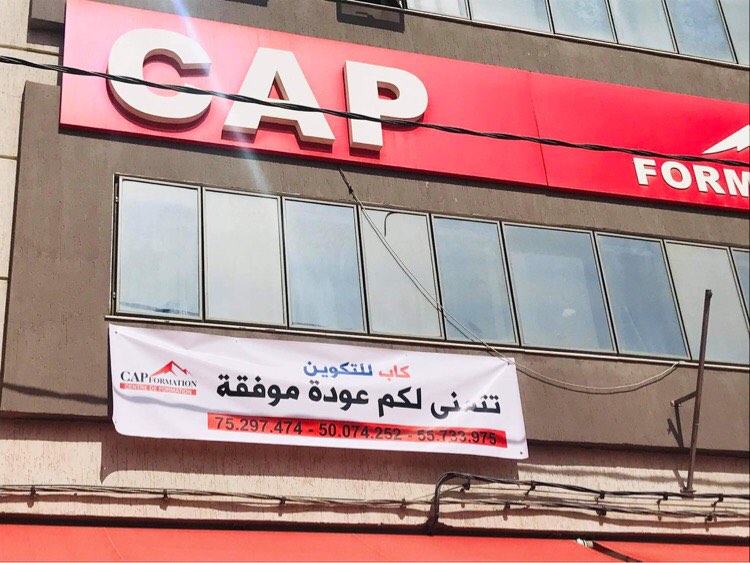 CAP
FORM
CAP FORMATION
CENTRE DE FORMATION
كاب للتكوين
تتمنى لكم عودة موفقة
75.297.474 - 50.074.252 - 55.733.975